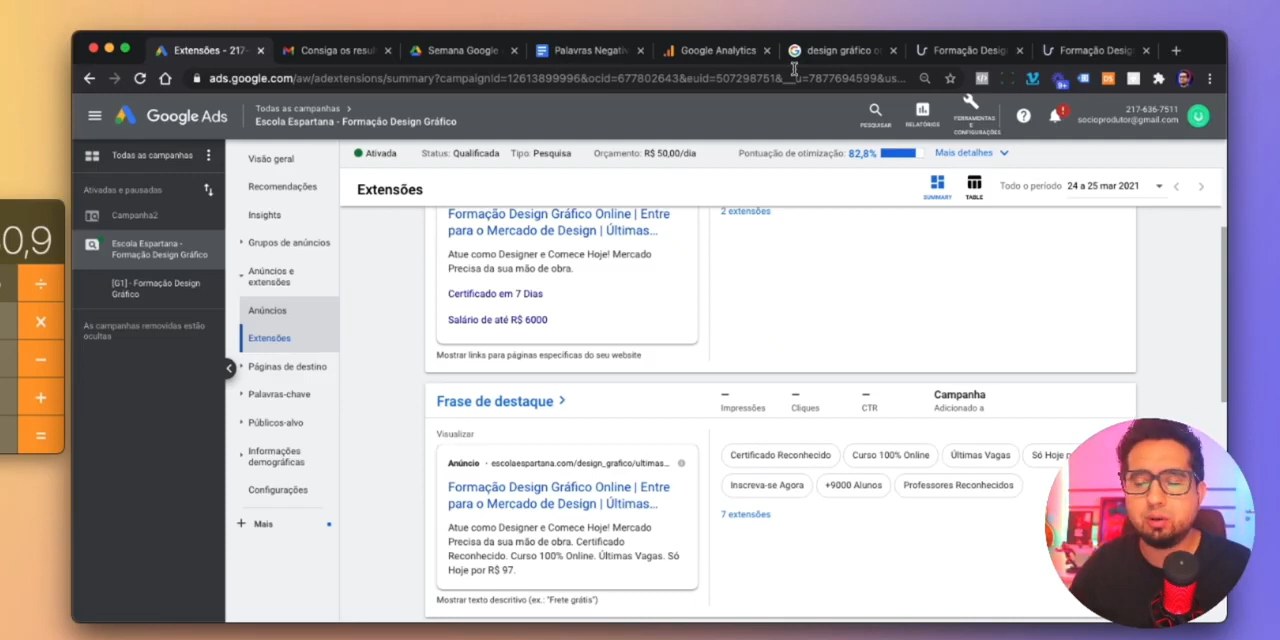 Extensões - 217-
Consiga os resul
Semana Google
Palavras Negativ
Google Analytics
design gráfico on
Formação Desig
Formação Desig
ads.google.com/aw/adextensions/summary?campaignId=12613899996&ocid=677802643&euid=507298751&__u=7877694599&us...
Google Ads
Todas as campanhas
Escola Espartana - Formação Design Gráfico
PESQUISAR
RELATÓRIOS
FERRAMENTAS E CONFIGURAÇÕES
217-636-7511
socioprodutor@gmail.com
Todas as campanhas
Ativadas e pausadas
Campanha2
Escola Espartana -
Formação Design Gráfico
[G1] - Formação Design
Gráfico
As campanhas removidas estão
ocultas
Visão geral
Recomendações
Insights
Grupos de anúncios
Anúncios e
extensões
Anúncios
Extensões
Páginas de destino
Palavras-chave
Públicos-alvo
Informações
demográficas
Configurações
Mais
Ativada
Status: Qualificada
Tipo: Pesquisa
Orçamento: R$ 50,00/dia
Pontuação de otimização: 82,8%
Mais detalhes
Extensões
SUMMARY
TABLE
Todo o período
24 a 25 mar 2021
Formação Design Gráfico Online | Entre
para o Mercado de Design | Últimas…
Atue como Designer e Comece Hoje! Mercado
Precisa da sua mão de obra.
Certificado em 7 Dias
Salário de até R$ 6000
Mostrar links para páginas específicas do seu website
2 extensões
Frase de destaque
Impressões
Cliques
CTR
Campanha
Adicionado a
Visualizar
Anúncio · escolaespartana.com/design_grafico/ultimas...
Formação Design Gráfico Online | Entre
para o Mercado de Design | Últimas…
Atue como Designer e Comece Hoje! Mercado
Precisa da sua mão de obra. Certificado
Reconhecido. Curso 100% Online. Últimas Vagas. Só
Hoje por R$ 97.
Mostrar texto descritivo (ex.: "Frete grátis")
Certificado Reconhecido
Curso 100% Online
Últimas Vagas
Só Hoje
Inscreva-se Agora
+9000 Alunos
Professores Reconhecidos
7 extensões
0,9
÷
×
−
+
=